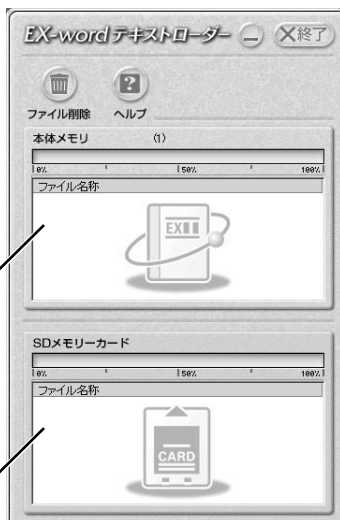 EX-word テキストローダー
終了
ファイル削除 ヘルプ
本体メモリ (1)
0% 50% 100%
ファイル名称
EX
SDメモリーカード
0% 50% 100%
ファイル名称
CARD